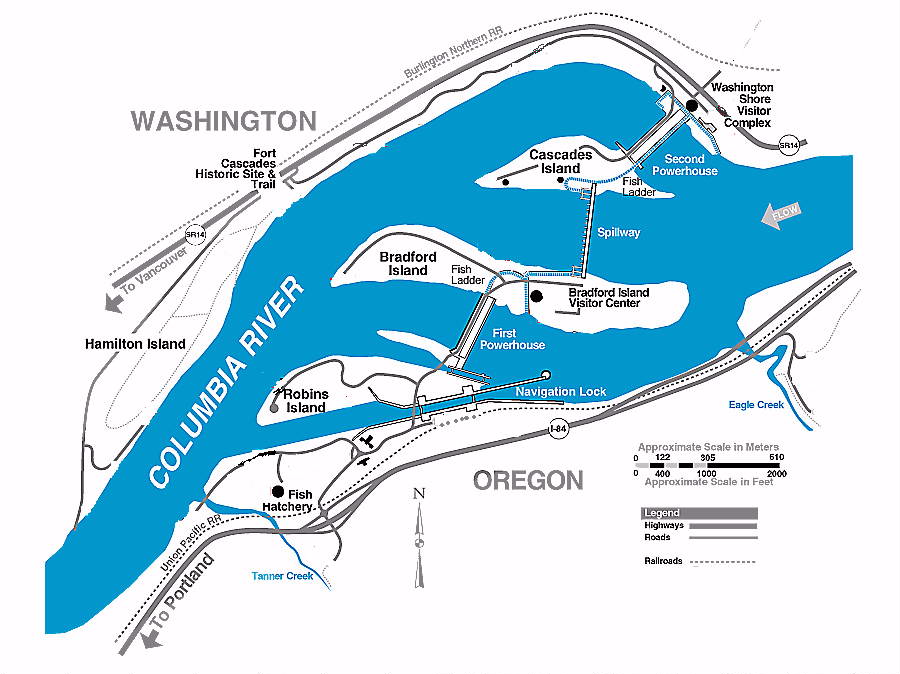 Burlington Northern RR
WASHINGTON
Washington
Shore
Visitor
Complex
SR14
Fort
Cascades
Historic Site &
Trail
Cascades
Island
Second
Powerhouse
Fish
Ladder
FLOW
Spillway
SR14
To Vancouver
Bradford
Island
Fish
Ladder
Bradford Island
Visitor Center
First
Powerhouse
Hamilton Island
COLUMBIA RIVER
Robins
Island
Navigation Lock
Eagle Creek
I-84
OREGON
Approximate Scale in Meters
0 122 305 610
0 400 1000 2000
Approximate Scale in Feet
Fish
Hatchery
N
Legend
Highways
Roads
Railroads
Union Pacific RR
Tanner Creek
To Portland